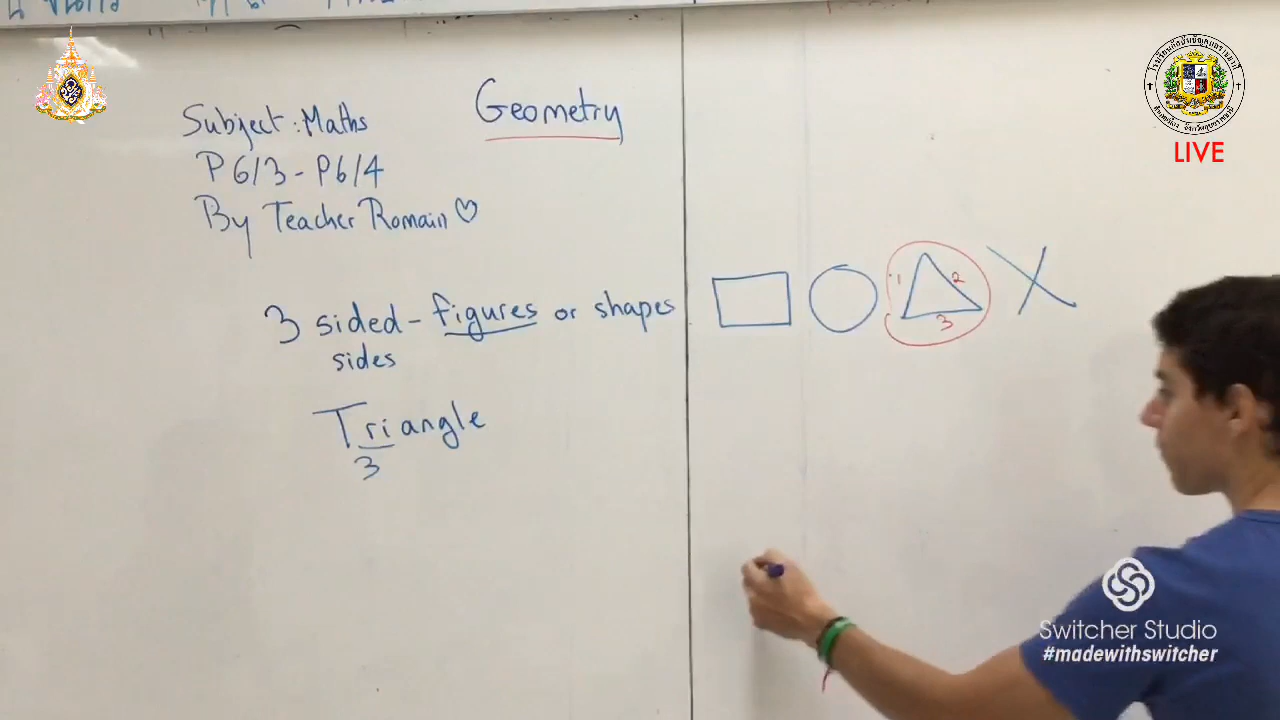 Subject : Maths
Geometry
P 6/3 - P6/4
By Teacher Romain ♡
3 sided - figures or shapes
sides
Triangle
3
1
2
3
LIVE
Switcher Studio
#madewithswitcher